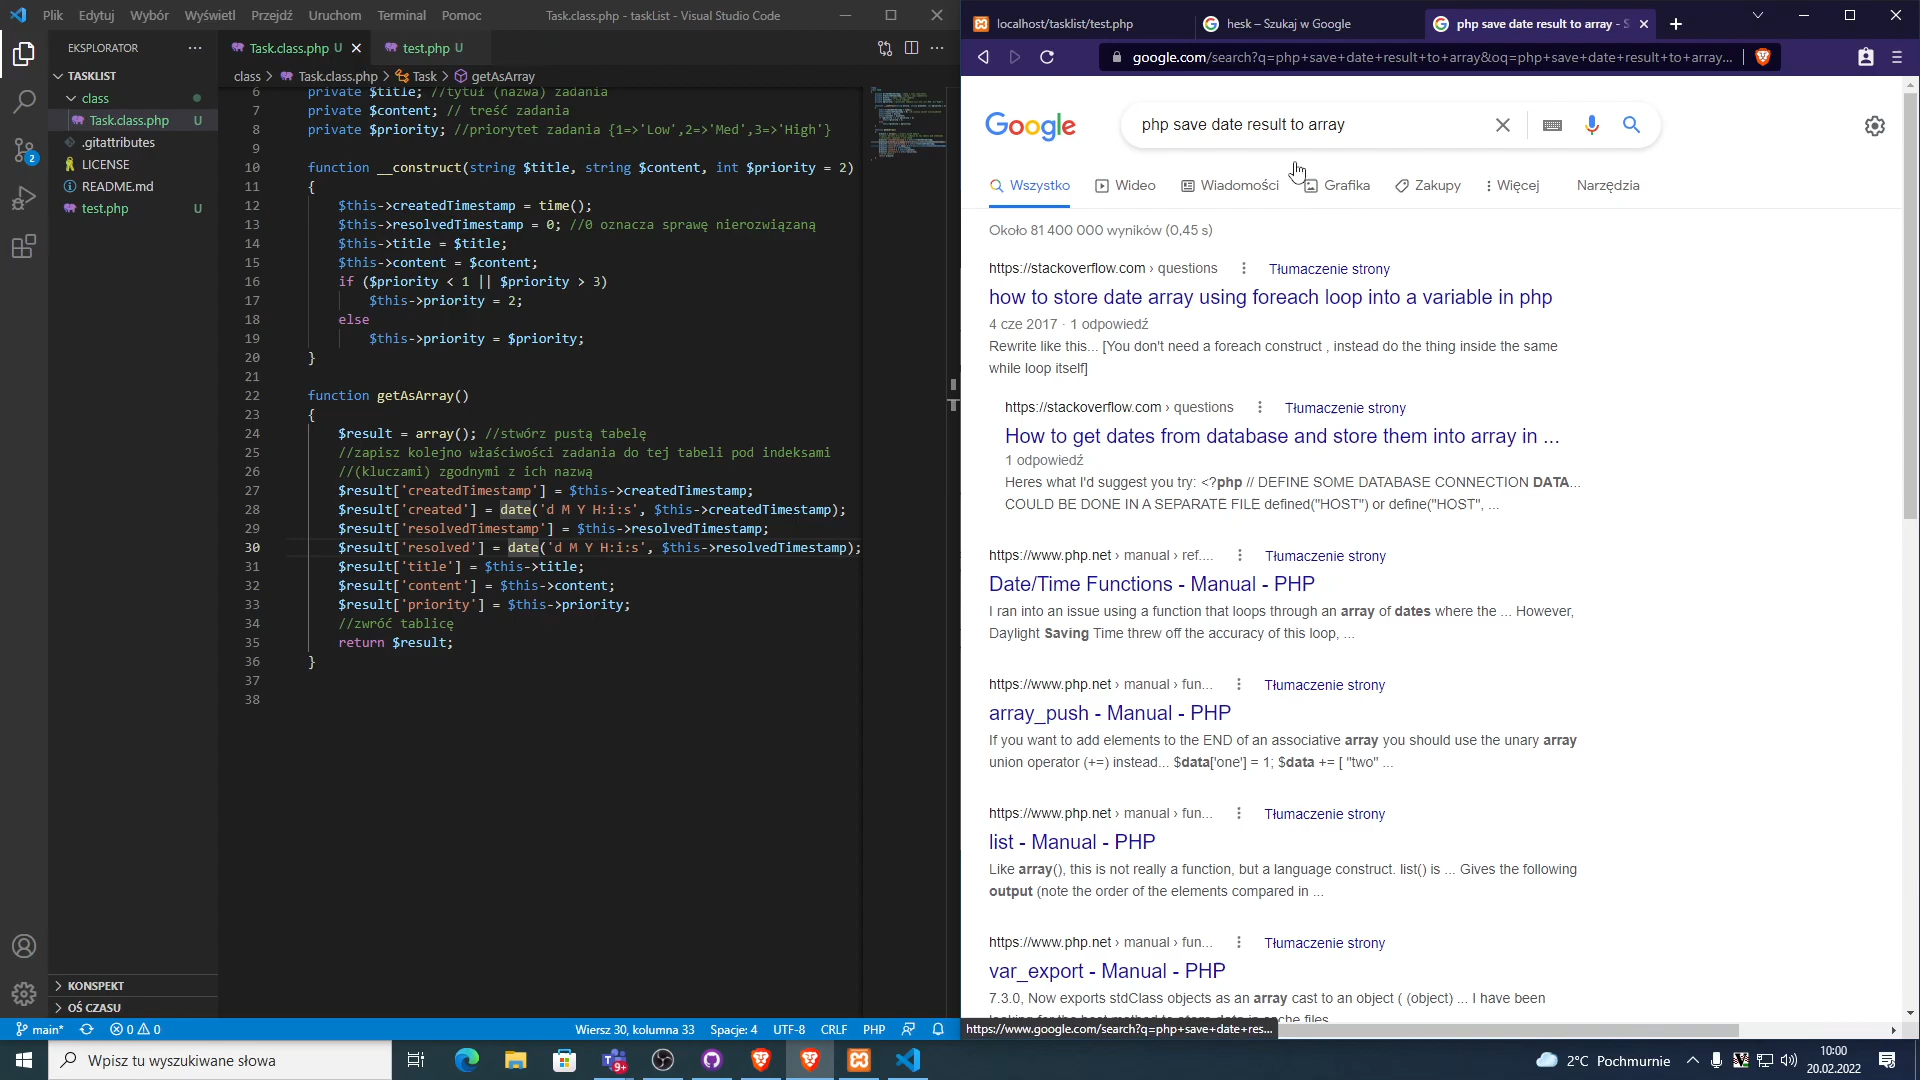 Plik Edytuj Wybór Wyświetl Przejdź Uruchom Terminal Pomoc Task.class.php - taskList - Visual Studio Code
EKSPLORATOR
TASKLIST
class
Task.class.php U
.gitattributes
LICENSE
README.md
test.php U
2
KONSPEKT
OŚ CZASU
Task.class.php U
test.php U
class > Task.class.php > Task > getAsArray
6 private $title; //tytuł (nazwa) zadania
7 private $content; // treść zadania
8 private $priority; //priorytet zadania {1=>'Low',2=>'Med',3=>'High'}
9
10 function __construct(string $title, string $content, int $priority = 2)
11 {
12 $this->createdTimestamp = time();
13 $this->resolvedTimestamp = 0; //0 oznacza sprawę nierozwiązaną
14 $this->title = $title;
15 $this->content = $content;
16 if ($priority < 1 || $priority > 3)
17 $this->priority = 2;
18 else
19 $this->priority = $priority;
20 }
21
22 function getAsArray()
23 {
24 $result = array(); //stwórz pustą tabelę
25 //zapisz kolejno właściwości zadania do tej tabeli pod indeksami
26 //(kluczami) zgodnymi z ich nazwą
27 $result['createdTimestamp'] = $this->createdTimestamp;
28 $result['created'] = date('d M Y H:i:s', $this->createdTimestamp);
29 $result['resolvedTimestamp'] = $this->resolvedTimestamp;
30 $result['resolved'] = date('d M Y H:i:s', $this->resolvedTimestamp);
31 $result['title'] = $this->title;
32 $result['content'] = $this->content;
33 $result['priority'] = $this->priority;
34 //zwróć tablicę
35 return $result;
36 }
37
38
main* 0 0 Wiersz 30, kolumna 33 Spacje: 4 UTF-8 CRLF PHP
localhost/tasklist/test.php
hesk – Szukaj w Google
php save date result to array - S
google.com/search?q=php+save+date+result+to+array&oq=php+save+date+result+to+array...
Google
php save date result to array
Wszystko Wideo Wiadomości Grafika Zakupy Więcej Narzędzia
Około 81 400 000 wyników (0,45 s)
https://stackoverflow.com › questions Tłumaczenie strony
how to store date array using foreach loop into a variable in php
4 cze 2017 · 1 odpowiedź
Rewrite like this... [You don't need a foreach construct , instead do the thing inside the same
while loop itself]
https://stackoverflow.com › questions Tłumaczenie strony
How to get dates from database and store them into array in ...
1 odpowiedź
Heres what I'd suggest you try: <?php // DEFINE SOME DATABASE CONNECTION DATA...
COULD BE DONE IN A SEPARATE FILE defined("HOST") or define("HOST", ...
https://www.php.net › manual › ref.... Tłumaczenie strony
Date/Time Functions - Manual - PHP
I ran into an issue using a function that loops through an array of dates where the ... However,
Daylight Saving Time threw off the accuracy of this loop, ...
https://www.php.net › manual › fun... Tłumaczenie strony
array_push - Manual - PHP
If you want to add elements to the END of an associative array you should use the unary array
union operator (+=) instead... $data['one'] = 1; $data += [ "two" ...
https://www.php.net › manual › fun... Tłumaczenie strony
list - Manual - PHP
Like array(), this is not really a function, but a language construct. list() is ... Gives the following
output (note the order of the elements compared in ...
https://www.php.net › manual › fun... Tłumaczenie strony
var_export - Manual - PHP
7.3.0, Now exports stdClass objects as an array cast to an object ( (object) ... I have been
https://www.google.com/search?q=php+save+date+res...
Wpisz tu wyszukiwane słowa
9+
2°C Pochmurnie
10:00
20.02.2022